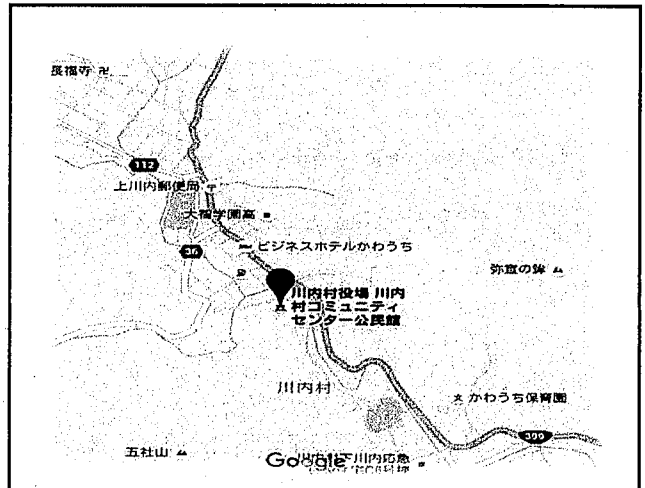 長福寺 卍
112
上川内郵便局
大智学園高
36
ビジネスホテルかわうち
弥宣の鉾
川内村役場 川内
村コミュニティ
センター公民館
川内村
かわうち保育園
五社山
399
Google